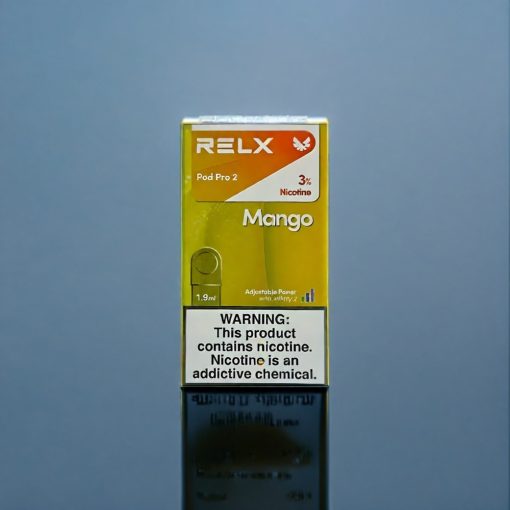 RELX
Pod Pro 2
3%
Nicotine
Mango
Adjustable Power
1.9ml
WARNING:
This product
contains nicotine.
Nicotine is an
addictive chemical.